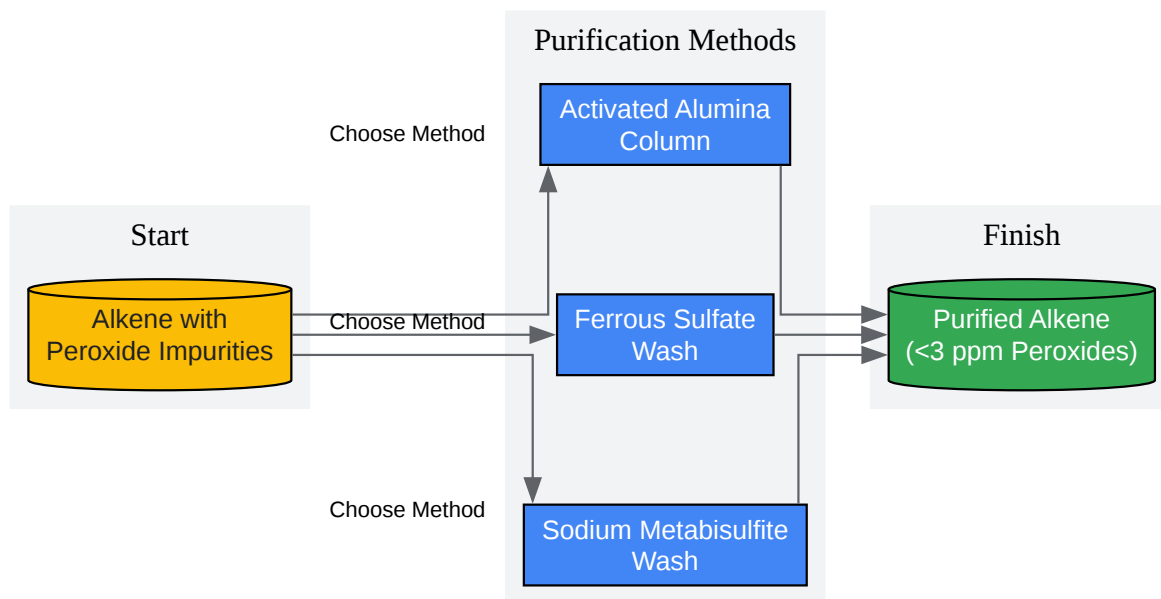 Purification Methods
Choose Method
Activated Alumina
Column
Start
Alkene with
Peroxide Impurities
Choose Method
Ferrous Sulfate
Wash
Finish
Purified Alkene
(<3 ppm Peroxides)
Choose Method
Sodium Metabisulfite
Wash